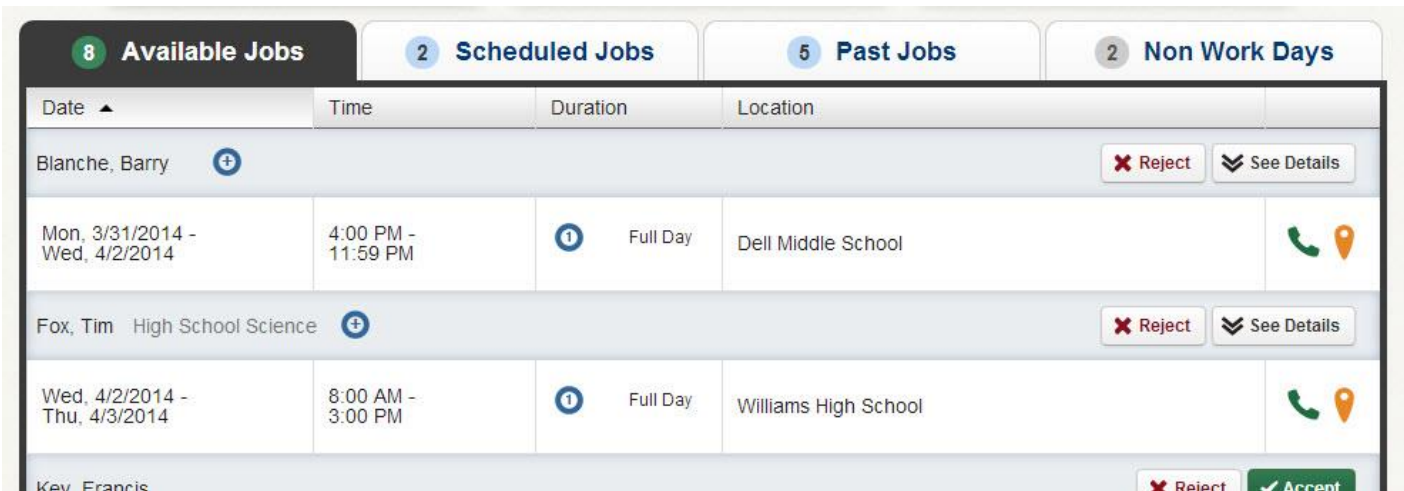 8 Available Jobs 2 Scheduled Jobs 5 Past Jobs 2 Non Work Days
Date Time Duration Location
Blanche, Barry Reject See Details
Mon, 3/31/2014 - 4:00 PM - 1 Full Day Dell Middle School
Wed, 4/2/2014 11:59 PM
Fox, Tim High School Science Reject See Details
Wed, 4/2/2014 - 8:00 AM - 1 Full Day Williams High School
Thu, 4/3/2014 3:00 PM
Key, Francis Reject Accept